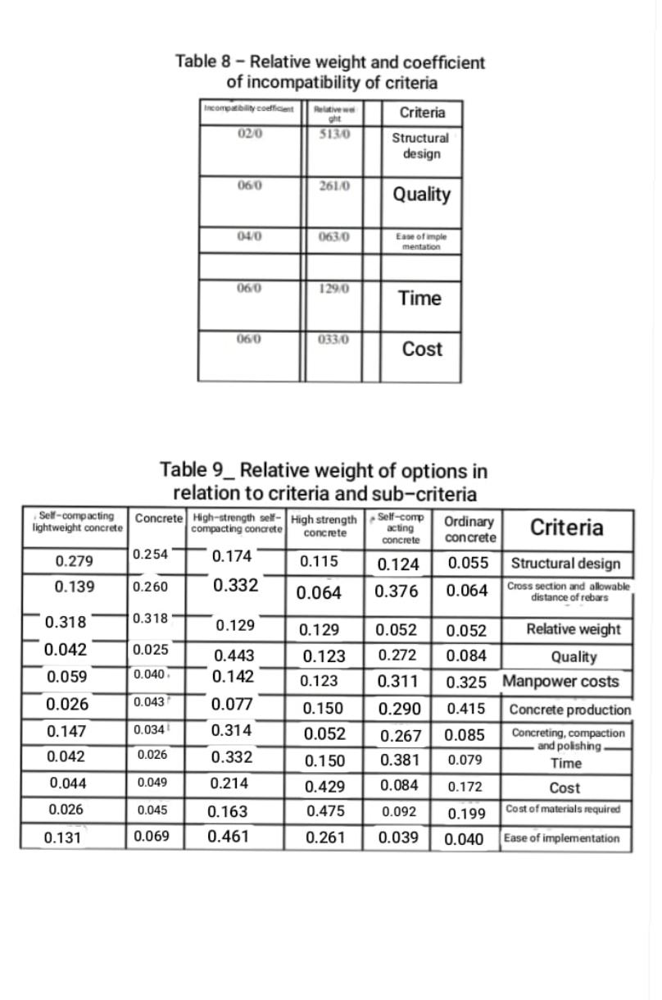 Table 8 – Relative weight and coefficient
of incompatibility of criteria
Incompatibility coefficient Relative wei Criteria
ght
02/0 513/0 Structural
design
06/0 261/0 Quality
04/0 063/0 Ease of imple
mentation
06/0 129/0 Time
06/0 033/0 Cost
Table 9_ Relative weight of options in
relation to criteria and sub-criteria
Self-compacting Concrete High-strength self- High strength Self-comp Ordinary Criteria
lightweight concrete compacting concrete concrete acting concrete
concrete
0.279 0.254 0.174 0.115 0.124 0.055 Structural design
0.139 0.260 0.332 0.064 0.376 0.064 Cross section and allowable
distance of rebars
0.318 0.318 0.129 0.129 0.052 0.052 Relative weight
0.042 0.025 0.443 0.123 0.272 0.084 Quality
0.059 0.040 0.142 0.123 0.311 0.325 Manpower costs
0.026 0.043 0.077 0.150 0.290 0.415 Concrete production
0.147 0.034 0.314 0.052 0.267 0.085 Concreting, compaction
and polishing
0.042 0.026 0.332 0.150 0.381 0.079 Time
0.044 0.049 0.214 0.429 0.084 0.172 Cost
0.026 0.045 0.163 0.475 0.092 0.199 Cost of materials required
0.131 0.069 0.461 0.261 0.039 0.040 Ease of implementation